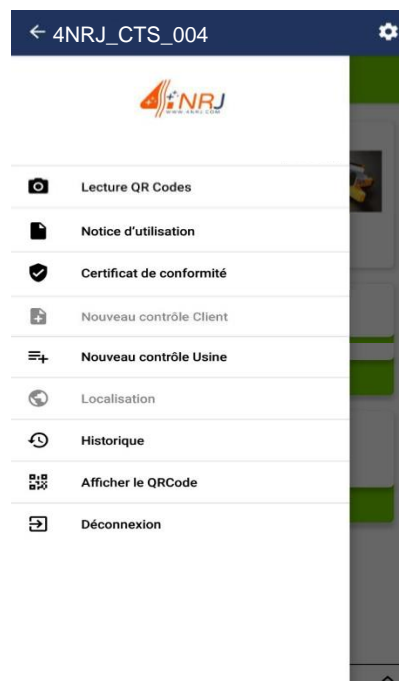 4NRJ_CTS_004
4iNRJ
WWW.4NRJ.COM
Lecture QR Codes
Notice d'utilisation
Certificat de conformité
Nouveau contrôle Client
Nouveau contrôle Usine
Localisation
Historique
Afficher le QRCode
Déconnexion